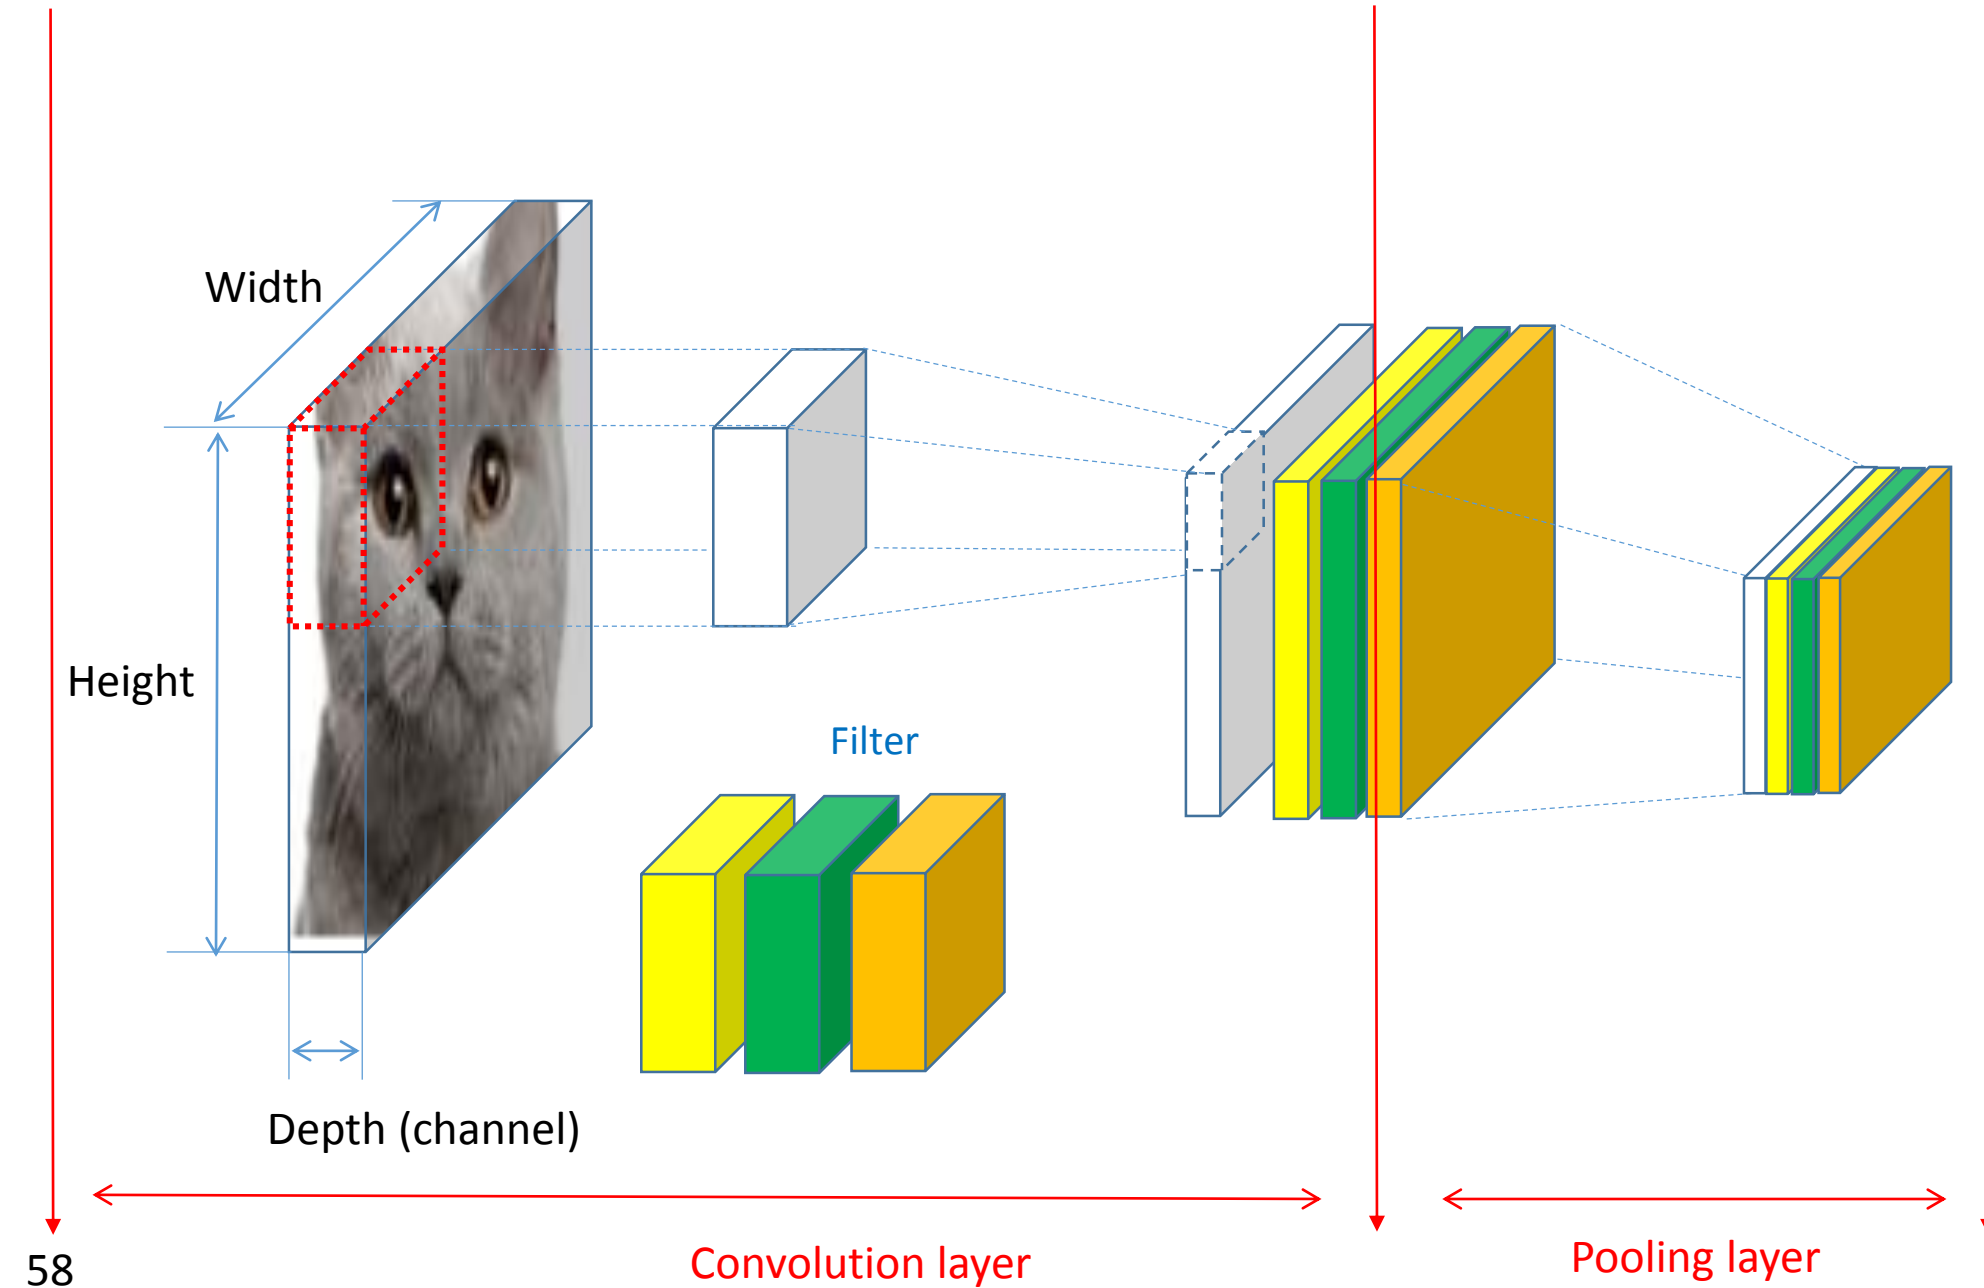 Width
Height
Filter
Depth (channel)
Convolution layer
Pooling layer
58